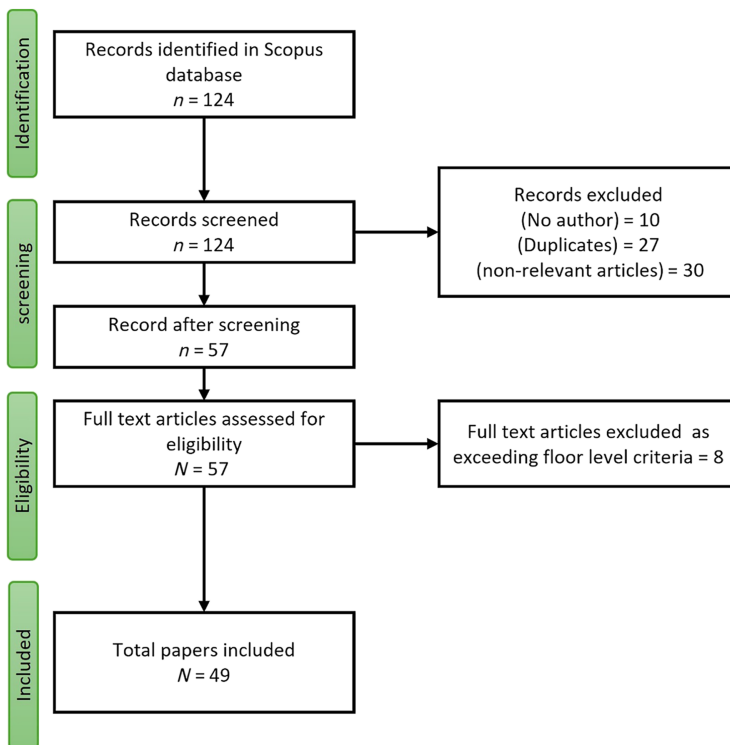 Identification
Records identified in Scopus
database
n = 124
screening
Records screened
n = 124
Records excluded
(No author) = 10
(Duplicates) = 27
(non-relevant articles) = 30
Record after screening
n = 57
Eligibility
Full text articles assessed for
eligibility
N = 57
Full text articles excluded as
exceeding floor level criteria = 8
Included
Total papers included
N = 49